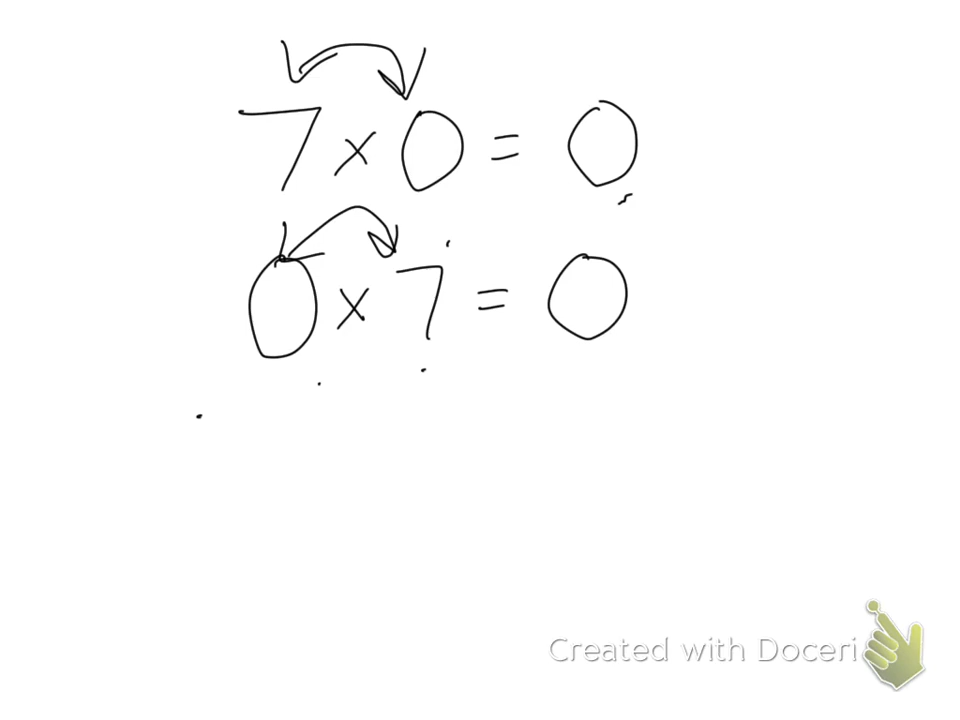 7 x 0 = 0
0 x 7 = 0
Created with Doceri